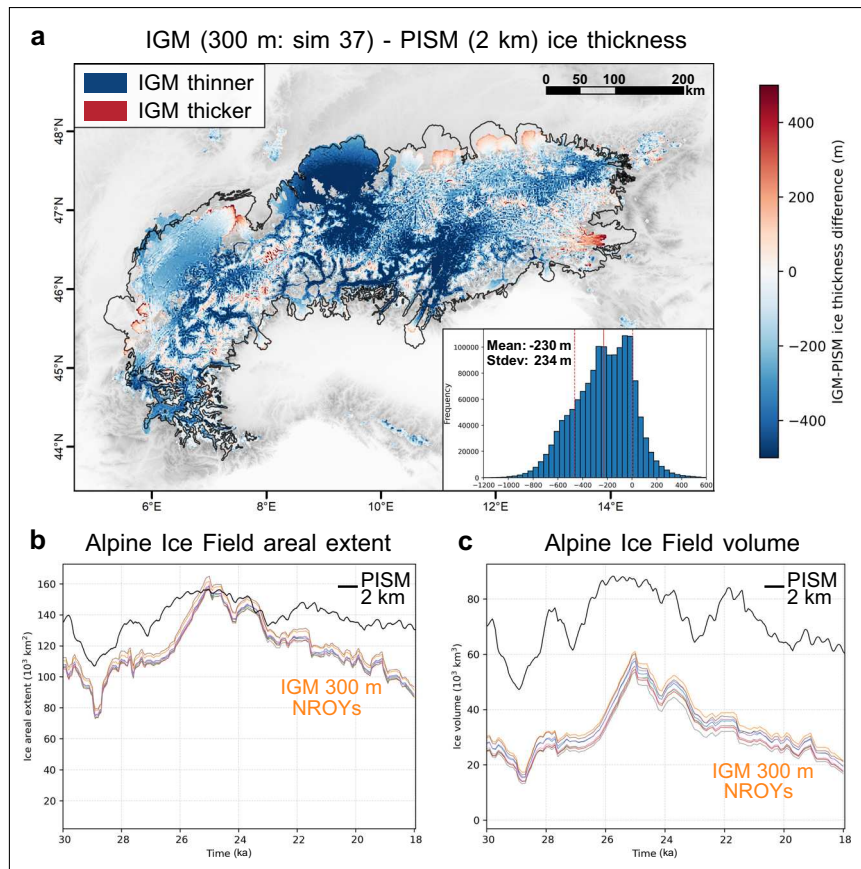 a IGM (300 m: sim 37) - PISM (2 km) ice thickness
IGM thinner
IGM thicker
0 50 100 200
km
48°N
47°N
46°N
45°N
44°N
6°E 8°E 10°E 12°E 14°E
400
200
0
−200
−400
IGM-PISM ice thickness difference (m)
Mean: -230 m
Stdev: 234 m
Frequency
100000
80000
60000
40000
20000
0
−1200 −1000 −800 −600 −400 −200 0 200 400 600
b Alpine Ice Field areal extent
PISM
2 km
IGM 300 m
NROYs
Ice areal extent (10³ km²)
160
140
120
100
80
60
40
20
30 28 26 24 22 20 18
Time (ka)
c Alpine Ice Field volume
PISM
2 km
IGM 300 m
NROYs
Ice volume (10³ km³)
80
60
40
20
0
30 28 26 24 22 20 18
Time (ka)